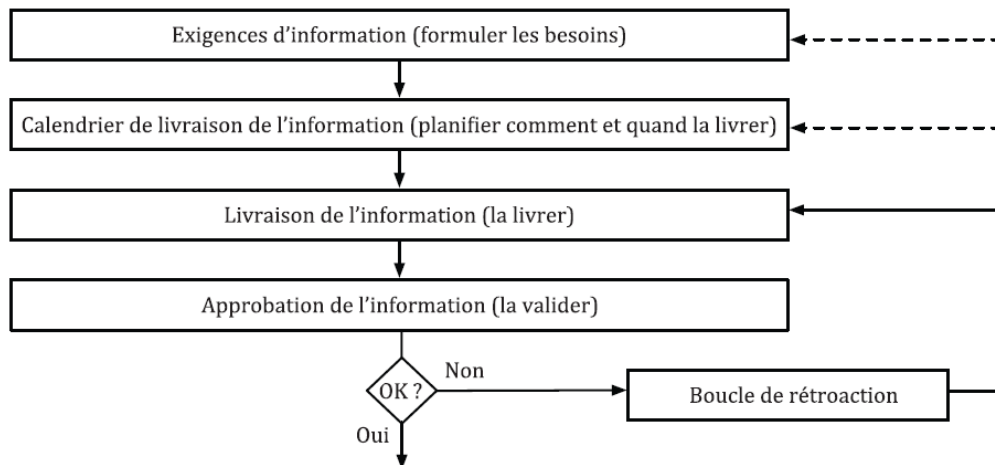 Exigences d’information (formuler les besoins)
Calendrier de livraison de l’information (planifier comment et quand la livrer)
Livraison de l’information (la livrer)
Approbation de l’information (la valider)
OK ?
Non
Boucle de rétroaction
Oui